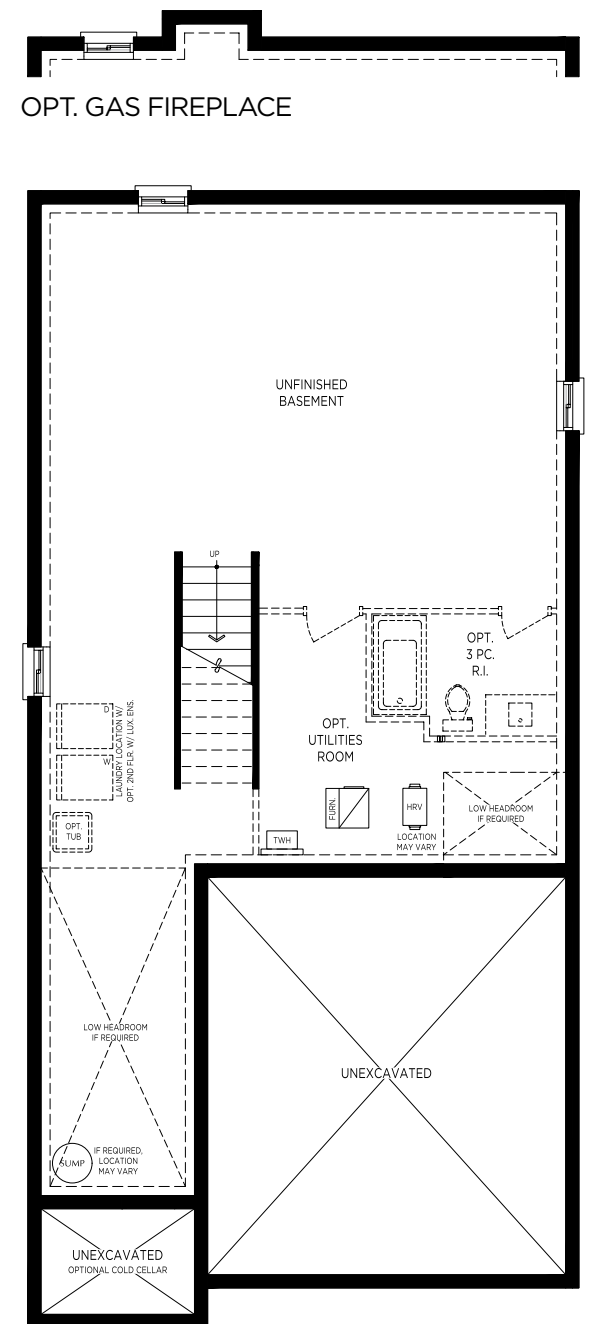 OPT. GAS FIREPLACE
UNFINISHED
BASEMENT
UP
OPT.
3 PC.
R.I.
D
W
LAUNDRY LOCATION W/
OPT. 2ND FLR. W/ LUX. ENS.
OPT.
UTILITIES
ROOM
OPT.
TUB
FURN.
HRV
LOCATION
MAY VARY
TWH
LOW HEADROOM
IF REQUIRED
LOW HEADROOM
IF REQUIRED
UNEXCAVATED
SUMP
IF REQUIRED,
LOCATION
MAY VARY
UNEXCAVATED
OPTIONAL COLD CELLAR